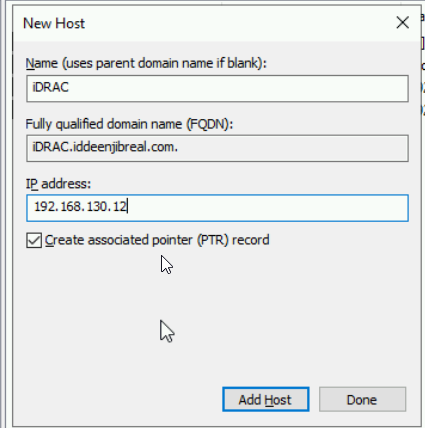 New Host
Name (uses parent domain name if blank):
iDRAC
Fully qualified domain name (FQDN):
iDRAC.iddeenjibreal.com.
IP address:
192.168.130.12
Create associated pointer (PTR) record
Add Host
Done